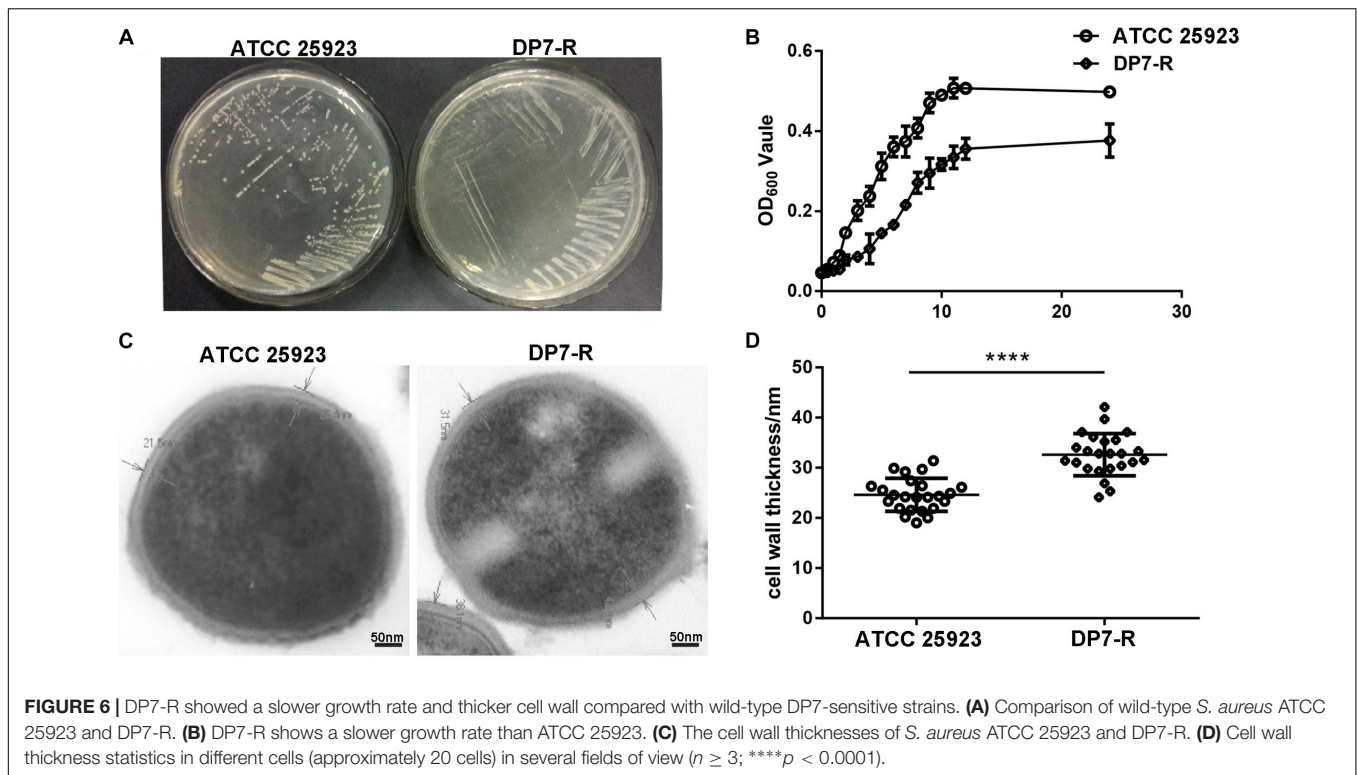 A
ATCC 25923
DP7-R
B
ATCC 25923
DP7-R
OD600 Vaule
0.6
0.4
0.2
0.0
0
10
20
30
C
ATCC 25923
DP7-R
31.5nm
50nm
50nm
D
****
cell wall thickness/nm
50
40
30
20
10
0
ATCC 25923
DP7-R
FIGURE 6 | DP7-R showed a slower growth rate and thicker cell wall compared with wild-type DP7-sensitive strains. (A) Comparison of wild-type S. aureus ATCC
25923 and DP7-R. (B) DP7-R shows a slower growth rate than ATCC 25923. (C) The cell wall thicknesses of S. aureus ATCC 25923 and DP7-R. (D) Cell wall
thickness statistics in different cells (approximately 20 cells) in several fields of view (n ≥ 3; ****p < 0.0001).